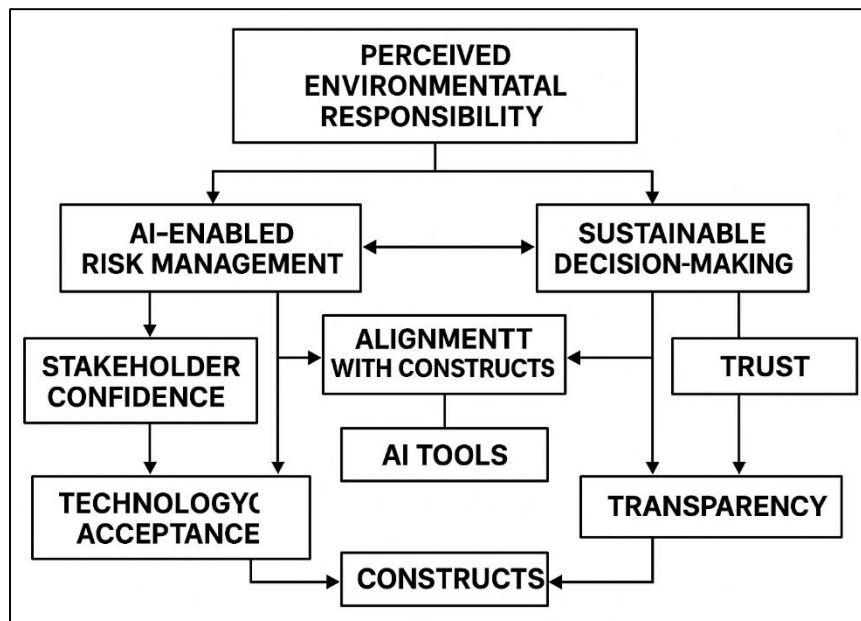 PERCEIVED
ENVIRONMENTATAL
RESPONSIBILITY
AI-ENABLED
RISK MANAGEMENT
SUSTAINABLE
DECISION-MAKING
STAKEHOLDER
CONFIDENCE
ALIGNMENTT
WITH CONSTRUCTS
TRUST
AI TOOLS
TECHNOLOGYC
ACCEPTANCE
TRANSPARENCY
CONSTRUCTS